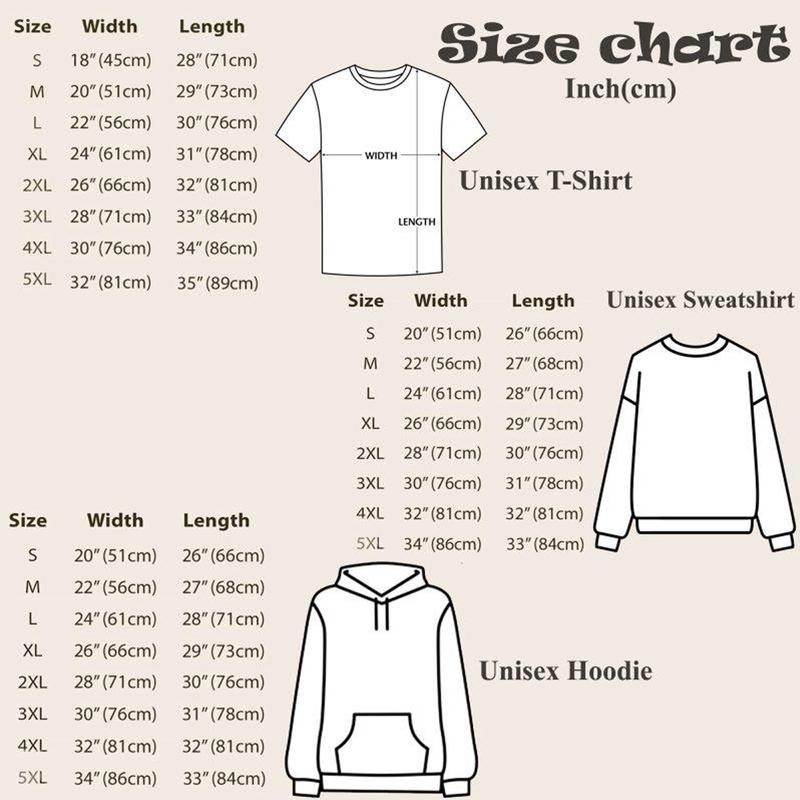 Size chart
Inch(cm)
Size Width Length
S 18″(45cm) 28″(71cm)
M 20″(51cm) 29″(73cm)
L 22″(56cm) 30″(76cm)
XL 24″(61cm) 31″(78cm)
2XL 26″(66cm) 32″(81cm)
3XL 28″(71cm) 33″(84cm)
4XL 30″(76cm) 34″(86cm)
5XL 32″(81cm) 35″(89cm)
WIDTH
LENGTH
Unisex T-Shirt
Size Width Length
S 20″(51cm) 26″(66cm)
M 22″(56cm) 27″(68cm)
L 24″(61cm) 28″(71cm)
XL 26″(66cm) 29″(73cm)
2XL 28″(71cm) 30″(76cm)
3XL 30″(76cm) 31″(78cm)
4XL 32″(81cm) 32″(81cm)
5XL 34″(86cm) 33″(84cm)
Unisex Sweatshirt
Size Width Length
S 20″(51cm) 26″(66cm)
M 22″(56cm) 27″(68cm)
L 24″(61cm) 28″(71cm)
XL 26″(66cm) 29″(73cm)
2XL 28″(71cm) 30″(76cm)
3XL 30″(76cm) 31″(78cm)
4XL 32″(81cm) 32″(81cm)
5XL 34″(86cm) 33″(84cm)
Unisex Hoodie